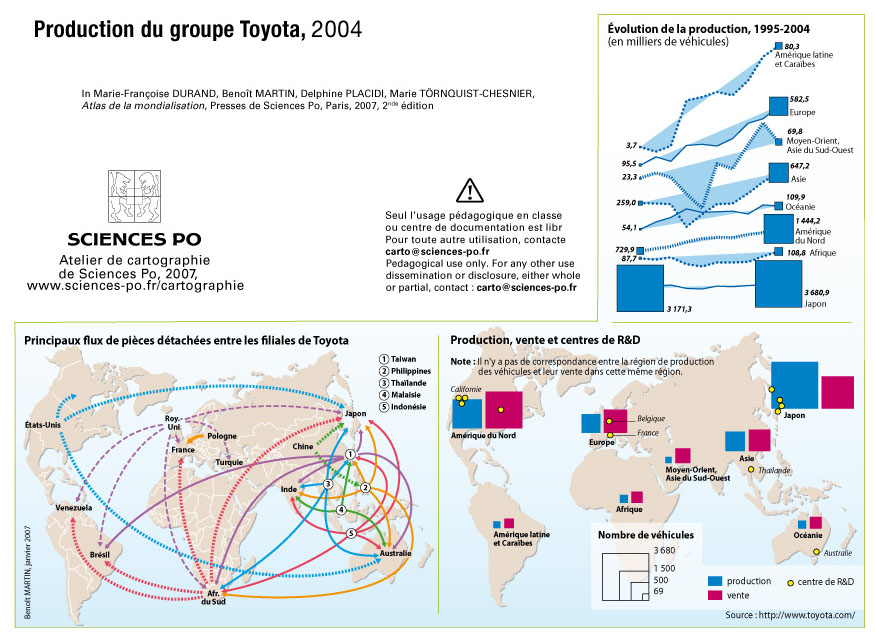 Production du groupe Toyota, 2004
In Marie-Françoise DURAND, Benoît MARTIN, Delphine PLACIDI, Marie TÖRNQUIST-CHESNIER,
Atlas de la mondialisation, Presses de Sciences Po, Paris, 2007, 2nde édition
SCIENCES PO
Atelier de cartographie
de Sciences Po, 2007,
www.sciences-po.fr/cartographie
Seul l'usage pédagogique en classe
ou centre de documentation est libr
Pour toute autre utilisation, contacte
carto@sciences-po.fr
Pedagogical use only. For any other use
dissemination or disclosure, either whole
or partial, contact : carto@sciences-po.fr
Évolution de la production, 1995-2004
(en milliers de véhicules)
80,3
Amérique latine
et Caraïbes
582,5
Europe
3,7
69,8
Moyen-Orient,
Asie du Sud-Ouest
95,5
23,3
647,2
Asie
259,0
109,9
Océanie
54,1
1 444,2
Amérique
du Nord
729,9
87,7
108,8 Afrique
3 171,3
3 680,9
Japon
Principaux flux de pièces détachées entre les filiales de Toyota
1 Taiwan
2 Philippines
3 Thaïlande
4 Malaisie
5 Indonésie
États-Unis
Roy.-
Uni
Pologne
France
Turquie
Japon
Chine
1
Inde
3
2
4
5
Venezuela
Brésil
Australie
Afr.
du Sud
Benoît MARTIN, janvier 2007
Production, vente et centres de R&D
Note : Il n'y a pas de correspondance entre la région de production
des véhicules et leur vente dans cette même région.
Californie
Amérique du Nord
Belgique
France
Europe
Japon
Asie
Moyen-Orient,
Asie du Sud-Ouest
Thaïlande
Afrique
Amérique latine
et Caraïbes
Océanie
Australie
Nombre de véhicules
3 680
1 500
500
69
production
vente
centre de R&D
Source : http://www.toyota.com/